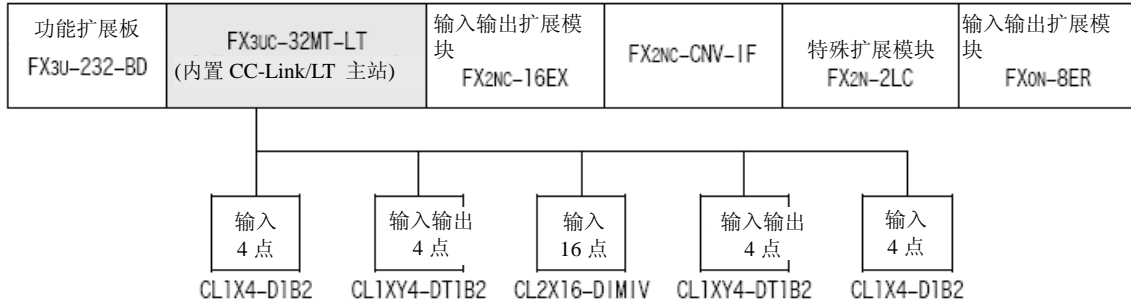 功能扩展板
FX3U-232-BD
FX3UC-32MT-LT
(内置 CC-Link/LT 主站)
输入输出扩展模
块
FX2NC-16EX
FX2NC-CNV-IF
特殊扩展模块
FX2N-2LC
输入输出扩展模
块
FX0N-8ER
输入
4 点
输入输出
4 点
输入
16 点
输入输出
4 点
输入
4 点
CL1X4-D1B2
CL1XY4-DT1B2
CL2X16-D1M1V
CL1XY4-DT1B2
CL1X4-D1B2